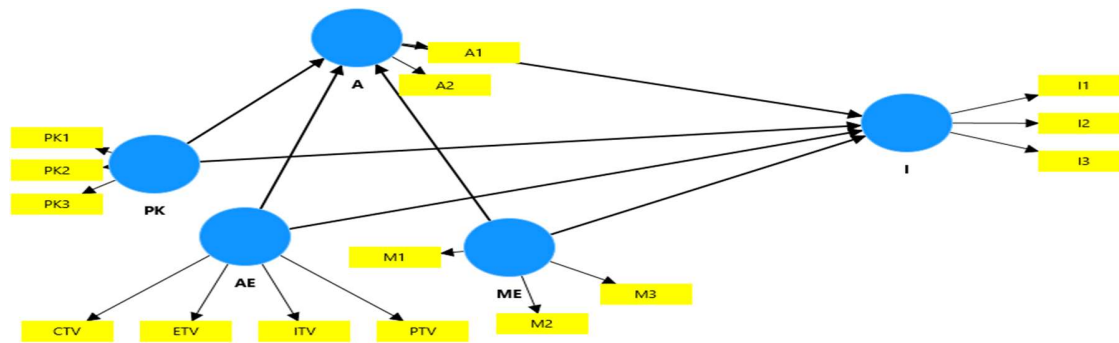 A1
A
A2
I1
PK1
I2
PK2
I3
I
PK3
PK
M1
AE
ME
M3
CTV
ETV
ITV
PTV
M2